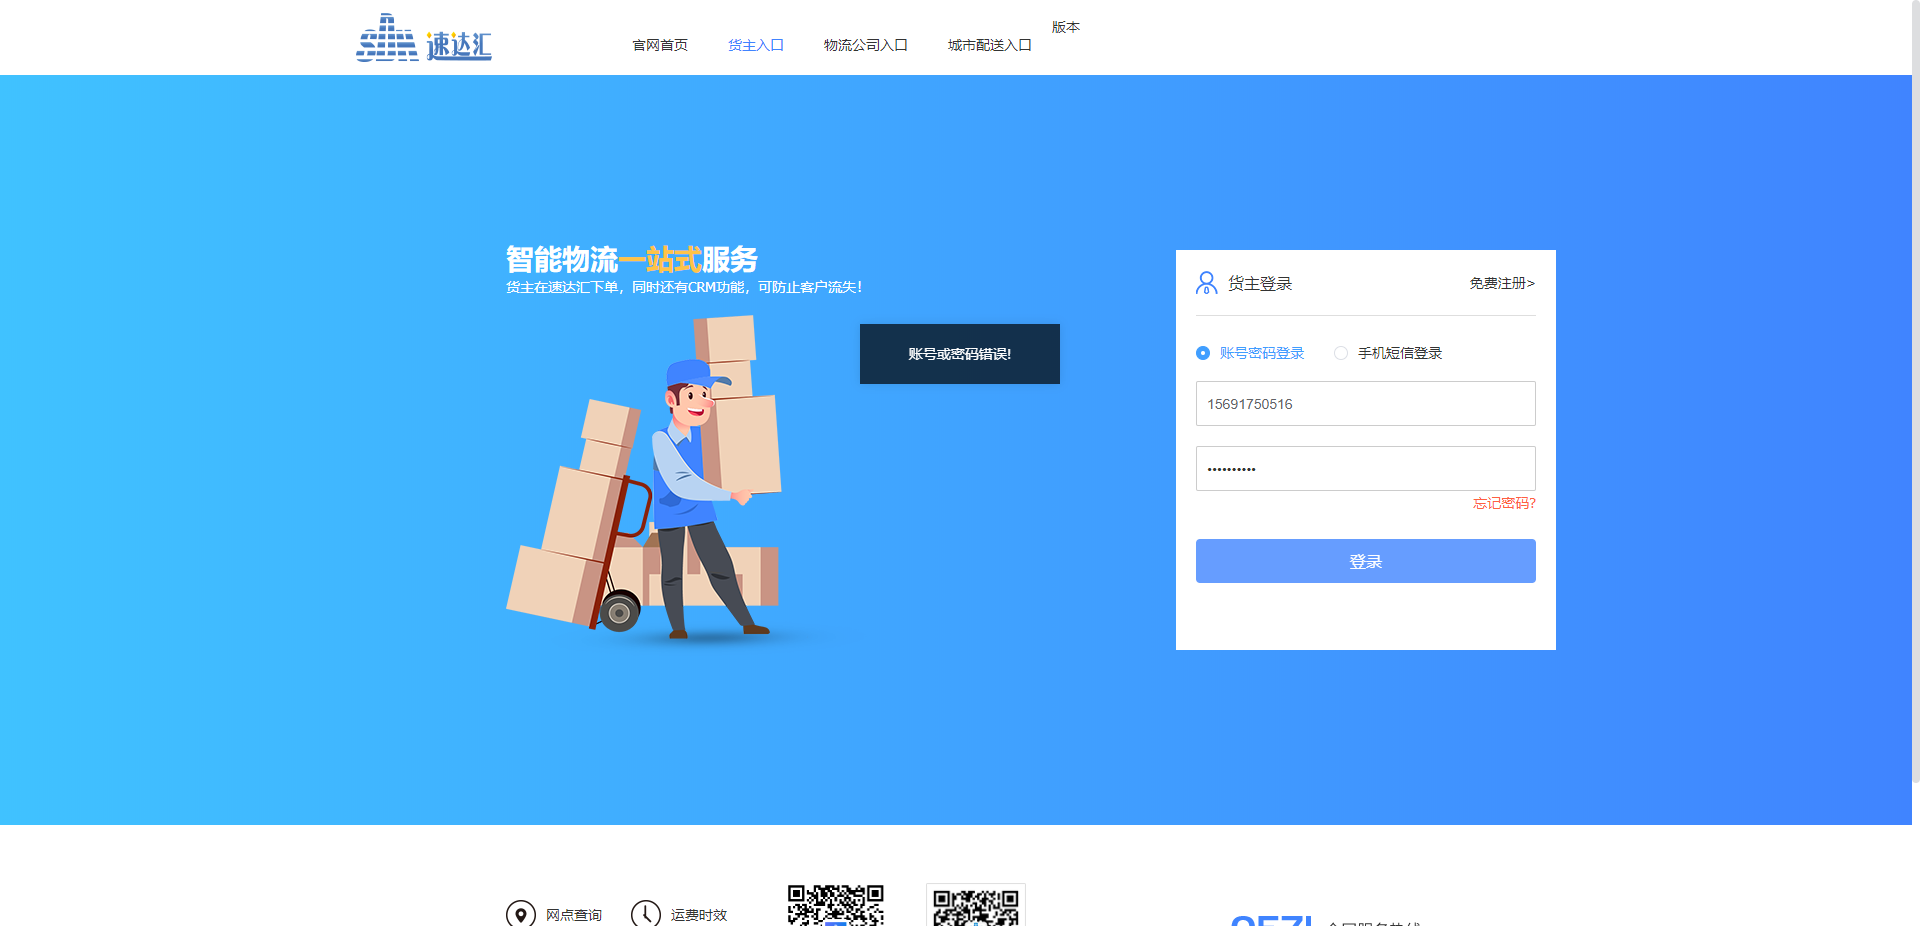 速达汇
官网首页
货主入口
物流公司入口
城市配送入口
版本
智能物流一站式服务
货主在速达汇下单，同时还有CRM功能，可防止客户流失！
账号或密码错误!
货主登录
免费注册>
账号密码登录
手机短信登录
15691750516
••••••••••
忘记密码?
登录
网点查询
运费时效